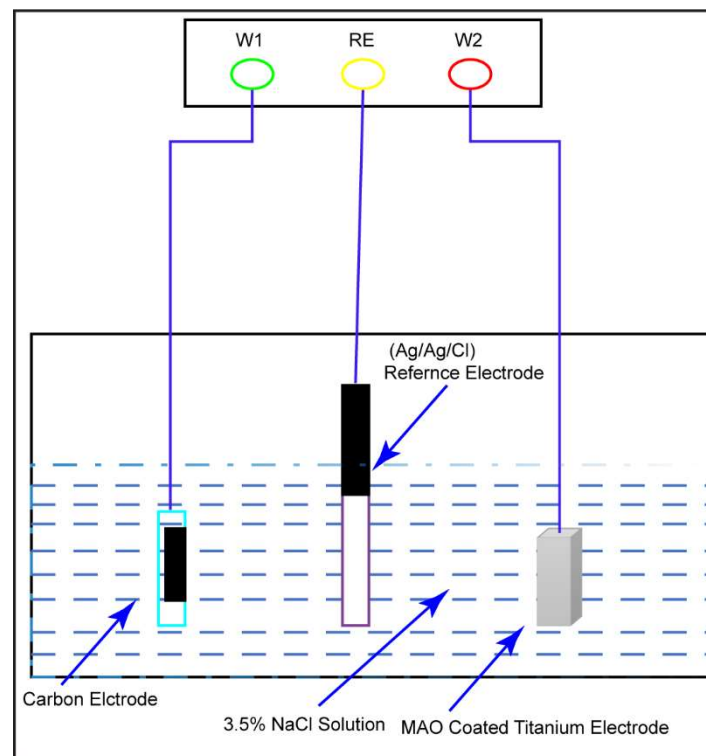 W1 RE W2
(Ag/Ag/Cl)
Refernce Electrode
Carbon Elctrode
3.5% NaCl Solution
MAO Coated Titanium Electrode